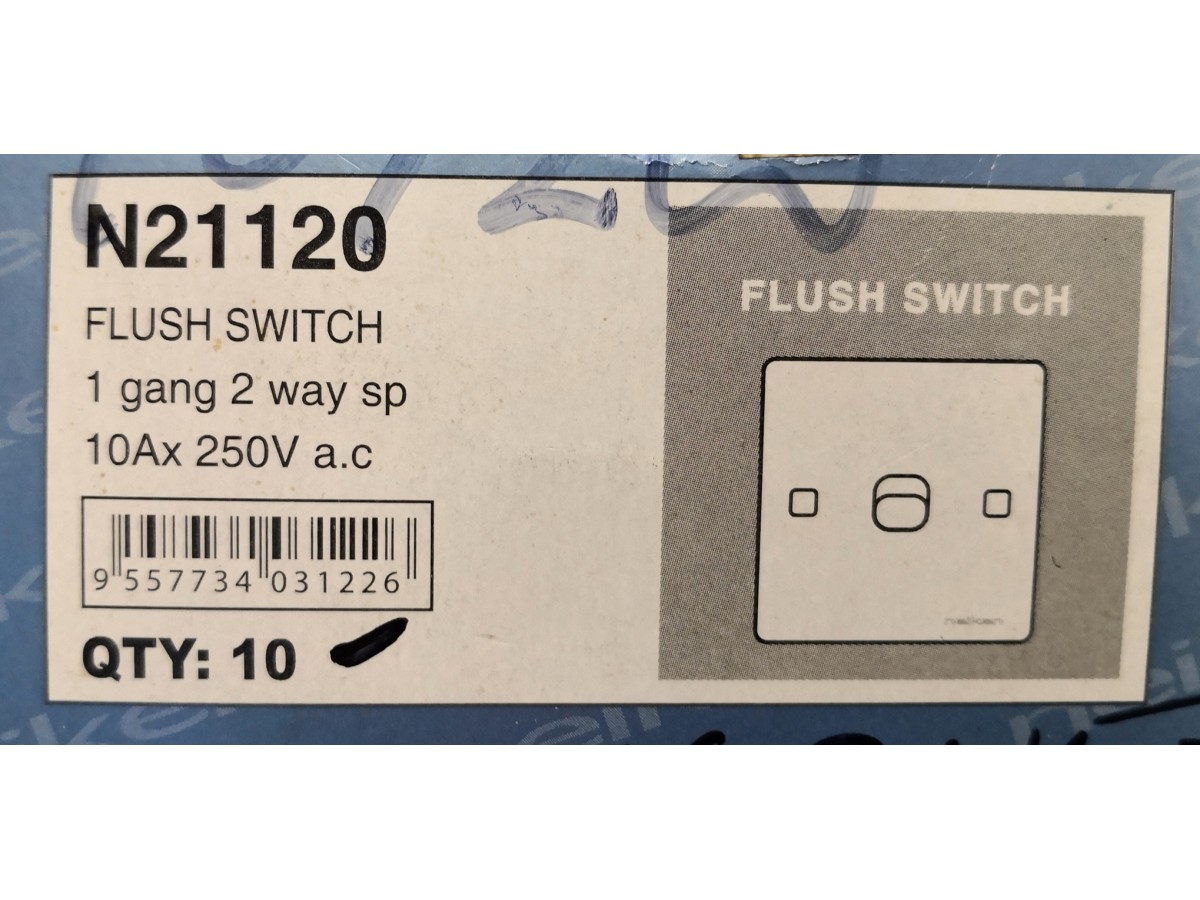 N21120
FLUSH SWITCH
1 gang 2 way sp
10Ax 250V a.c
9 557734 031226
QTY: 10
FLUSH SWITCH